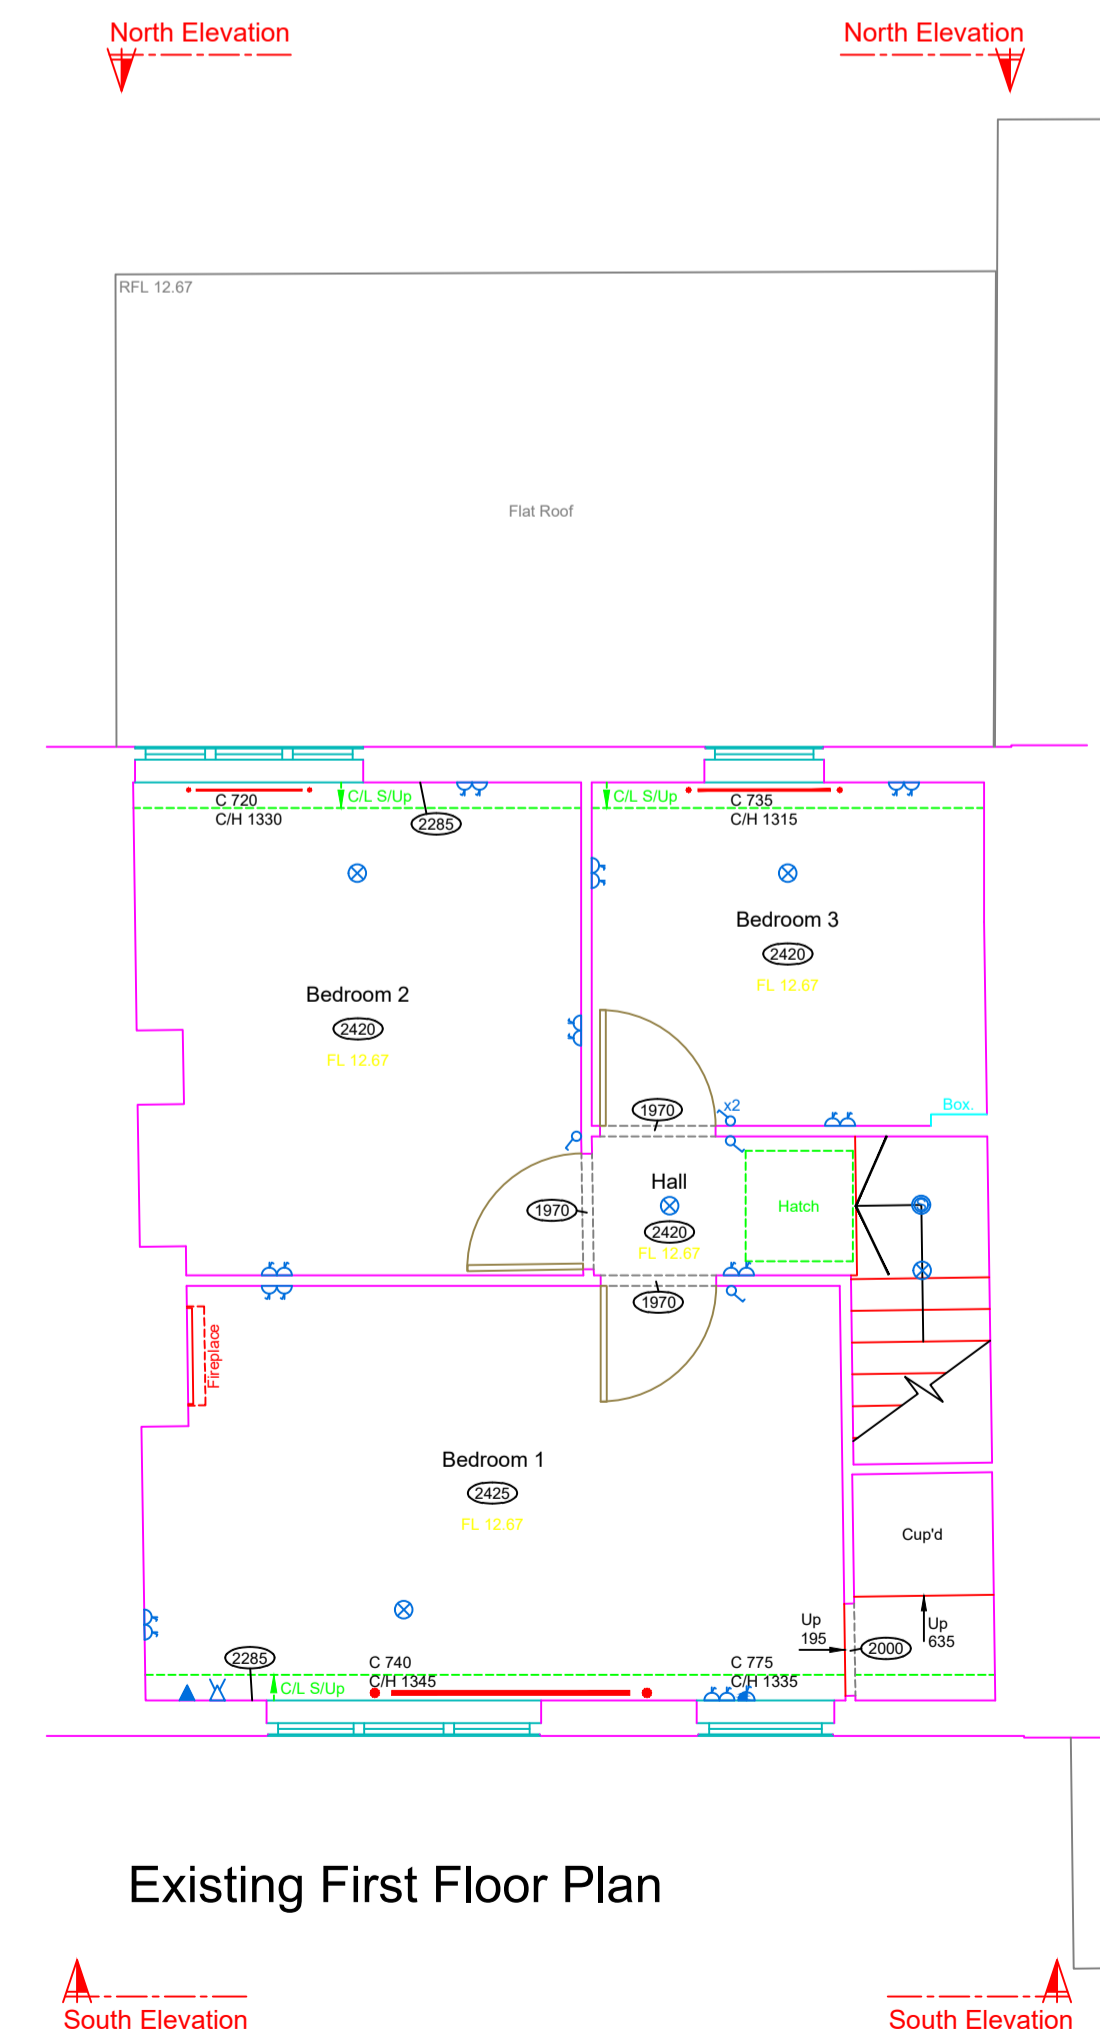 North Elevation
North Elevation
RFL 12.67
Flat Roof
C 720
C/H 1330
C/L S/Up
2285
C/L S/Up
C 735
C/H 1315
Bedroom 3
2420
FL 12.67
Bedroom 2
2420
FL 12.67
1970
x2
Box.
Hall
2420
FL 12.67
1970
Hatch
1970
Fireplace
Bedroom 1
2425
FL 12.67
Cup'd
Up
195
2000
Up
635
2285
C/L S/Up
C 740
C/H 1345
C 775
C/H 1335
Existing First Floor Plan
South Elevation
South Elevation